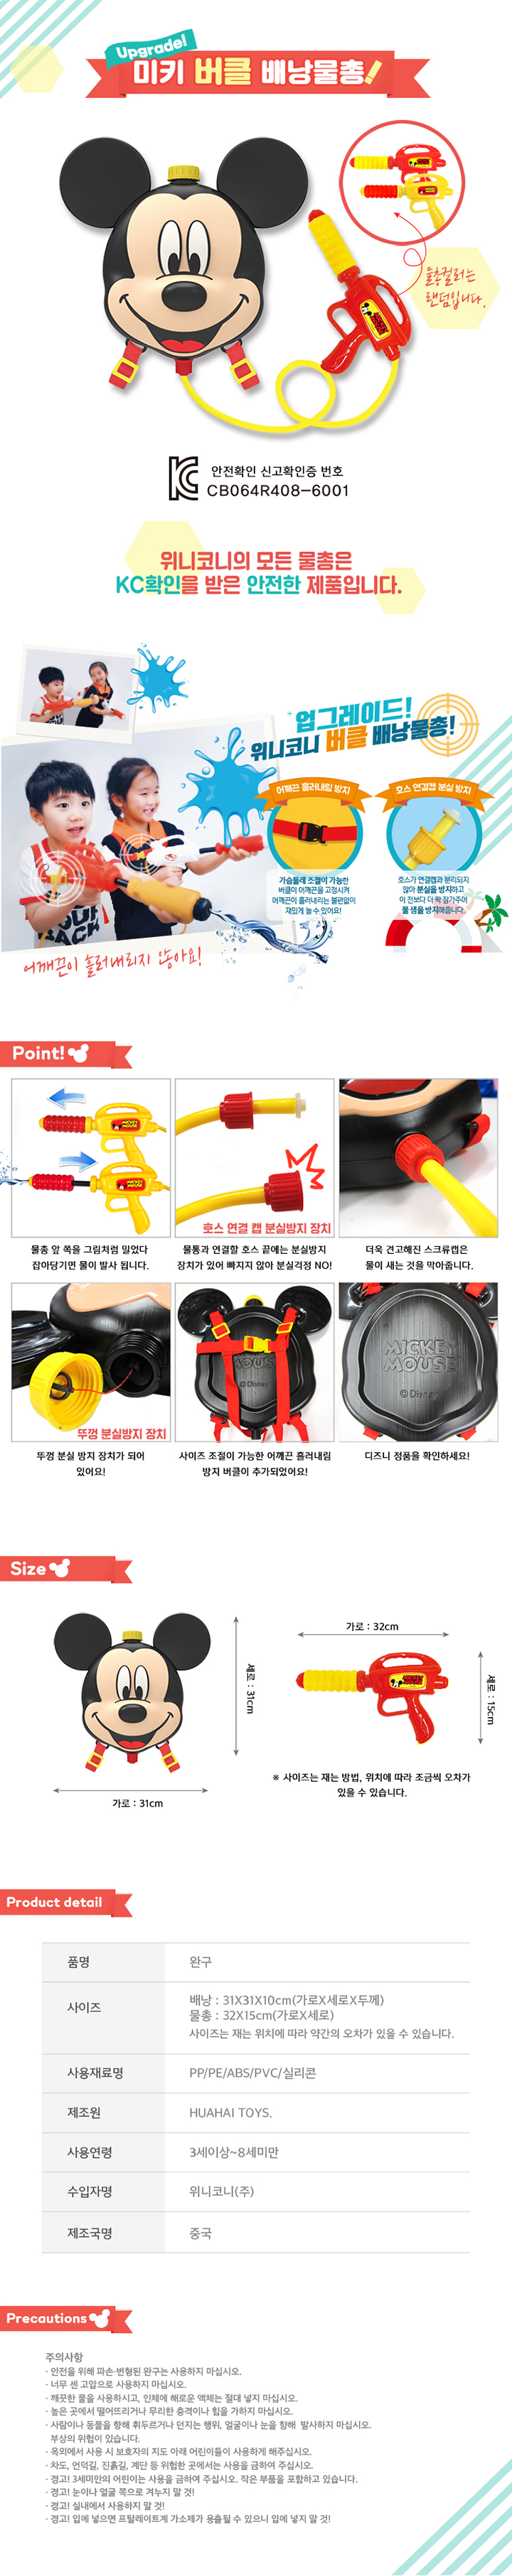 Upgrade!
미키 버클 배낭물총!
물총컬러는
랜덤입니다.
안전확인 신고확인증 번호
CB064R408-6001
위니코니의 모든 물총은
KC확인을 받은 안전한 제품입니다.
업그레이드!
위니코니 버클 배낭물총!
어깨끈 흘러내림 방지
호스 연결캡 분실 방지
가슴둘레 조절이 가능한
버클이 어깨끈을 고정시켜
어깨끈이 흘러내리는 불편없이
재밌게 놀 수 있어요!
호스가 연결캡과 분리되지
않아 분실을 방지하고
이 전보다 더 꽉 잠가주어
물 샘을 방지해줍니다.
어깨끈이 흘러내리지 않아요!
Point!
호스 연결 캡 분실방지 장치
물총 앞 쪽을 그림처럼 밀었다
잡아당기면 물이 발사 됩니다.
물통과 연결할 호스 끝에는 분실방지
장치가 있어 빠지지 않아 분실걱정 NO!
더욱 견고해진 스크류캡은
물이 새는 것을 막아줍니다.
뚜껑 분실방지 장치
MOUSE
©Disney
MICKEY
MOUSE
©Disney
뚜껑 분실 방지 장치가 되어
있어요!
사이즈 조절이 가능한 어깨끈 흘러내림
방지 버클이 추가되었어요!
디즈니 정품을 확인하세요!
Size
세로 : 31cm
가로 : 31cm
가로 : 32cm
세로 : 15cm
※ 사이즈는 재는 방법, 위치에 따라 조금씩 오차가
있을 수 있습니다.
Product detail
품명 완구
사이즈 배낭 : 31X31X10cm(가로X세로X두께)
물총 : 32X15cm(가로X세로)
사이즈는 재는 위치에 따라 약간의 오차가 있을 수 있습니다.
사용재료명 PP/PE/ABS/PVC/실리콘
제조원 HUAHAI TOYS.
사용연령 3세이상~8세미만
수입자명 위니코니(주)
제조국명 중국
Precautions
주의사항
· 안전을 위해 파손·변형된 완구는 사용하지 마십시오.
· 너무 센 고압으로 사용하지 마십시오.
· 깨끗한 물을 사용하시고, 인체에 해로운 액체는 절대 넣지 마십시오.
· 높은 곳에서 떨어뜨리거나 무리한 충격이나 힘을 가하지 마십시오.
· 사람이나 동물을 향해 휘두르거나 던지는 행위, 얼굴이나 눈을 향해 발사하지 마십시오.
부상의 위험이 있습니다.
· 옥외에서 사용 시 보호자의 지도 아래 어린이들이 사용하게 해주십시오.
· 차도, 언덕길, 진흙길, 계단 등 위험한 곳에서는 사용을 금하여 주십시오.
· 경고! 3세미만의 어린이는 사용을 금하여 주십시오. 작은 부품을 포함하고 있습니다.
· 경고! 눈이나 얼굴 쪽으로 겨누지 말 것!
· 경고! 실내에서 사용하지 말 것!
· 경고! 입에 넣으면 프탈레이트계 가소제가 용출될 수 있으니 입에 넣지 말 것!